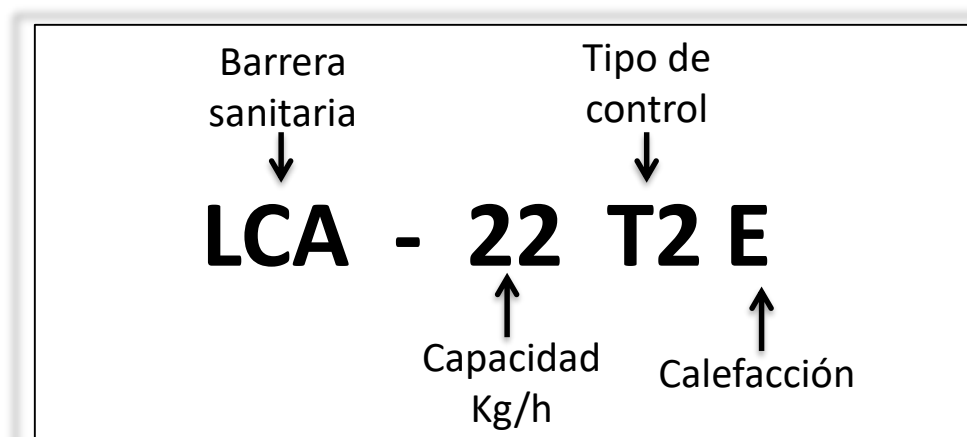 Barrera
sanitaria
Tipo de
control
LCA - 22 T2 E
Capacidad
Kg/h
Calefacción